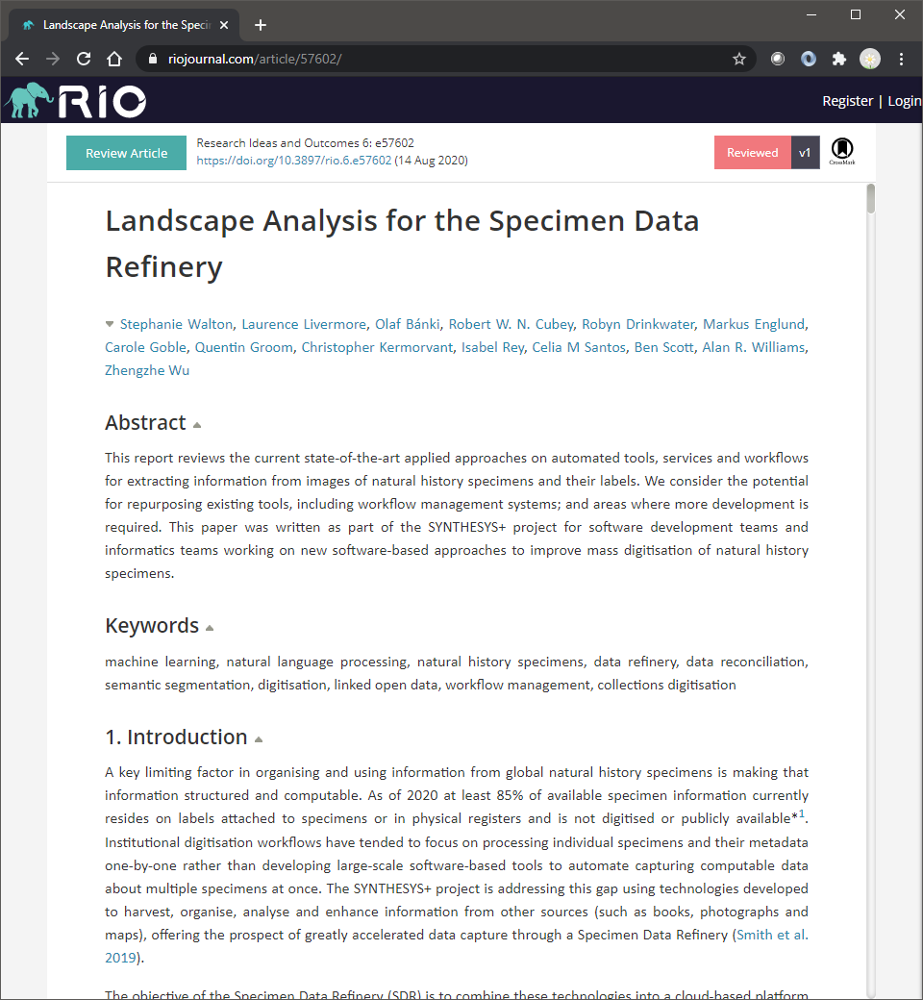 Landscape Analysis for the Speci
riojournal.com/article/57602/
RIO
Register | Login
Review Article
Research Ideas and Outcomes 6: e57602
https://doi.org/10.3897/rio.6.e57602 (14 Aug 2020)
Reviewed v1
CrossMark
Landscape Analysis for the Specimen Data
Refinery
Stephanie Walton, Laurence Livermore, Olaf Bánki, Robert W. N. Cubey, Robyn Drinkwater, Markus Englund,
Carole Goble, Quentin Groom, Christopher Kermorvant, Isabel Rey, Celia M Santos, Ben Scott, Alan R. Williams,
Zhengzhe Wu
Abstract
This report reviews the current state-of-the-art applied approaches on automated tools, services and workflows
for extracting information from images of natural history specimens and their labels. We consider the potential
for repurposing existing tools, including workflow management systems; and areas where more development is
required. This paper was written as part of the SYNTHESYS+ project for software development teams and
informatics teams working on new software-based approaches to improve mass digitisation of natural history
specimens.
Keywords
machine learning, natural language processing, natural history specimens, data refinery, data reconciliation,
semantic segmentation, digitisation, linked open data, workflow management, collections digitisation
1. Introduction
A key limiting factor in organising and using information from global natural history specimens is making that
information structured and computable. As of 2020 at least 85% of available specimen information currently
resides on labels attached to specimens or in physical registers and is not digitised or publicly available*1.
Institutional digitisation workflows have tended to focus on processing individual specimens and their metadata
one-by-one rather than developing large-scale software-based tools to automate capturing computable data
about multiple specimens at once. The SYNTHESYS+ project is addressing this gap using technologies developed
to harvest, organise, analyse and enhance information from other sources (such as books, photographs and
maps), offering the prospect of greatly accelerated data capture through a Specimen Data Refinery (Smith et al.
2019).
The objective of the Specimen Data Refinery (SDR) is to combine these technologies into a cloud-based platform